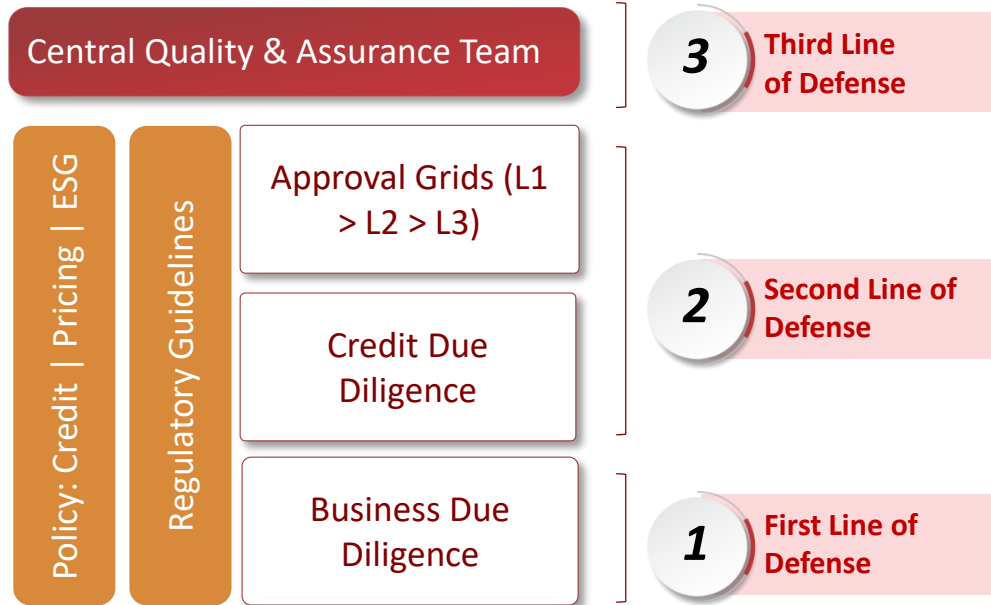 Central Quality & Assurance Team
3
Third Line
of Defense
Policy: Credit | Pricing | ESG
Regulatory Guidelines
Approval Grids (L1
> L2 > L3)
Credit Due
Diligence
2
Second Line of
Defense
Business Due
Diligence
1
First Line of
Defense